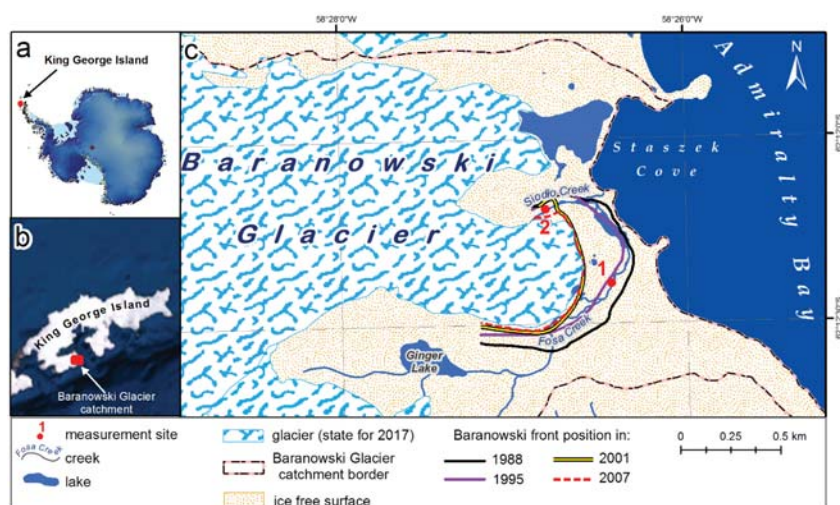 58°28'0"W
58°26'0"W
a
King George Island
b
King George Island
Baranowski Glacier
catchment
c
N
Admiralty Bay
Staszek
Cove
Baranowski
Glacier
Siodło Creek
2
1
Fosa Creek
Ginger
Lake
1
measurement site
Fosa Creek
creek
lake
glacier (state for 2017)
Baranowski Glacier
catchment border
ice free surface
Baranowski front position in:
1988
2001
1995
2007
0 0.25 0.5 km